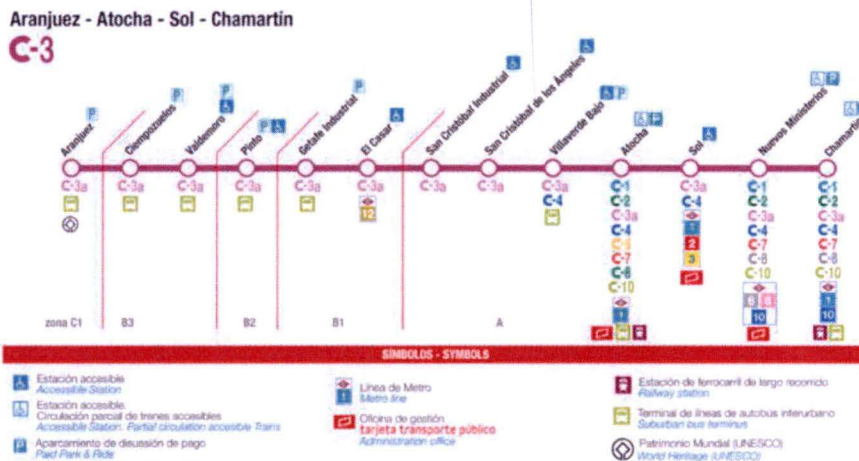 Aranjuez - Atocha - Sol - Chamartín
C-3
Aranjuez
Ciempozuelos
Valdemoro
Pinto
Getafe Industrial
El Casar
San Cristóbal Industrial
San Cristóbal de los Ángeles
Villaverde Bajo
Atocha
Sol
Nuevos Ministerios
Chamartín
P
P
P
P
P
P
P
P
C-3a
C-3a
C-3a
C-3a
C-3a
C-3a
12
C-3a
C-3a
C-3a
C-4
C-1
C-2
C-3a
C-4
C-5
C-7
C-8
C-10
1
C-3a
C-4
1
2
3
C-1
C-2
C-3a
C-4
C-7
C-8
C-10
6
8
10
C-1
C-2
C-3a
C-4
C-7
C-8
C-10
1
10
zona C1
B3
B2
B1
A
SÍMBOLOS - SYMBOLS
Estación accesible
Accessible Station
Estación accesible.
Circulación parcial de trenes accesibles
Accessible Station. Partial circulation accesible Trains
P
Aparcamiento de disuasión de pago
Paid Park & Ride
1
Línea de Metro
Metro line
Oficina de gestión
tarjeta transporte público
Administration office
Estación de ferrocarril de largo recorrido
Railway station
Terminal de líneas de autobús interurbano
Suburban bus terminus
Patrimonio Mundial (UNESCO)
World Heritage (UNESCO)